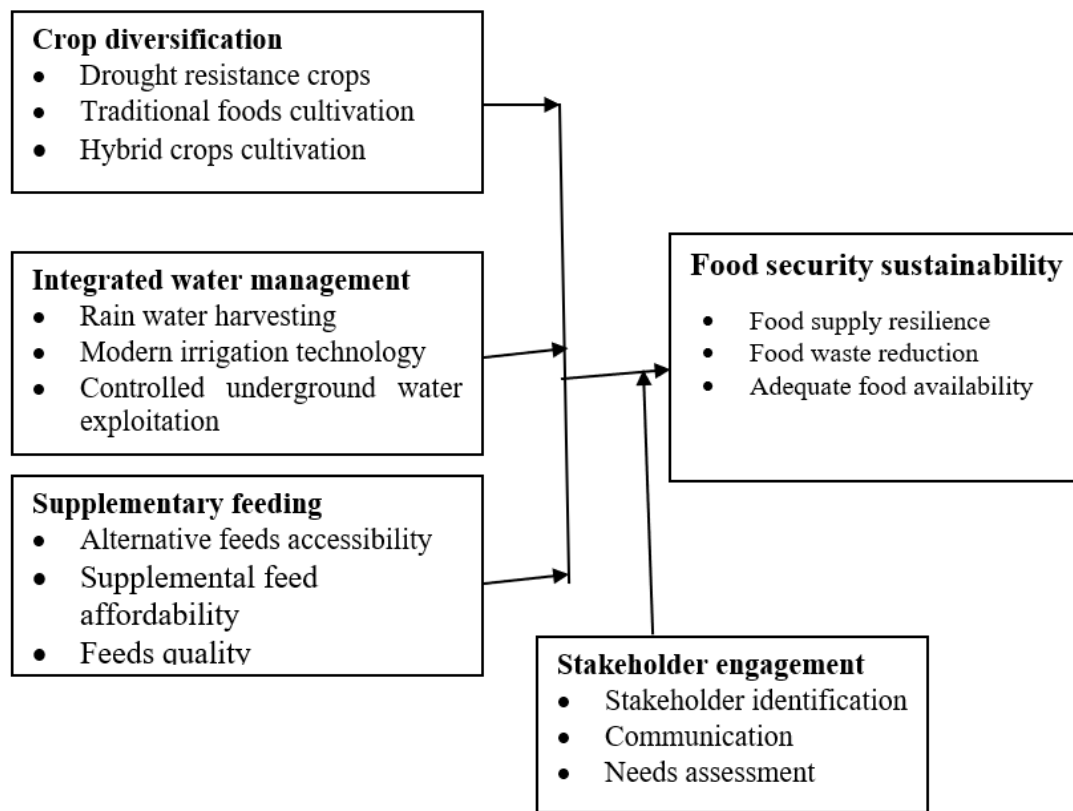 Crop diversification
• Drought resistance crops
• Traditional foods cultivation
• Hybrid crops cultivation
Integrated water management
• Rain water harvesting
• Modern irrigation technology
• Controlled underground water
exploitation
Supplementary feeding
• Alternative feeds accessibility
• Supplemental feed
affordability
• Feeds quality
Food security sustainability
• Food supply resilience
• Food waste reduction
• Adequate food availability
Stakeholder engagement
• Stakeholder identification
• Communication
• Needs assessment